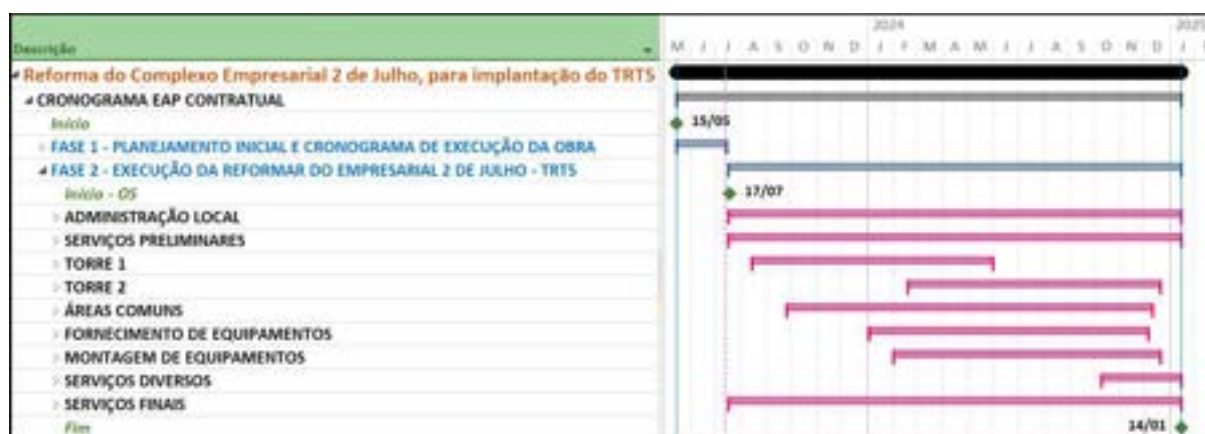 2024 2025
Descrição M J J A S O N D J F M A M J J A S O N D J
Reforma do Complexo Empresarial 2 de Julho, para implantação do TRT5
CRONOGRAMA EAP CONTRATUAL
Início 15/05
FASE 1 - PLANEJAMENTO INICIAL E CRONOGRAMA DE EXECUÇÃO DA OBRA
FASE 2 - EXECUÇÃO DA REFORMAR DO EMPRESARIAL 2 DE JULHO - TRT5
Início - OS 17/07
ADMINISTRAÇÃO LOCAL
SERVIÇOS PRELIMINARES
TORRE 1
TORRE 2
ÁREAS COMUNS
FORNECIMENTO DE EQUIPAMENTOS
MONTAGEM DE EQUIPAMENTOS
SERVIÇOS DIVERSOS
SERVIÇOS FINAIS
Fim 14/01